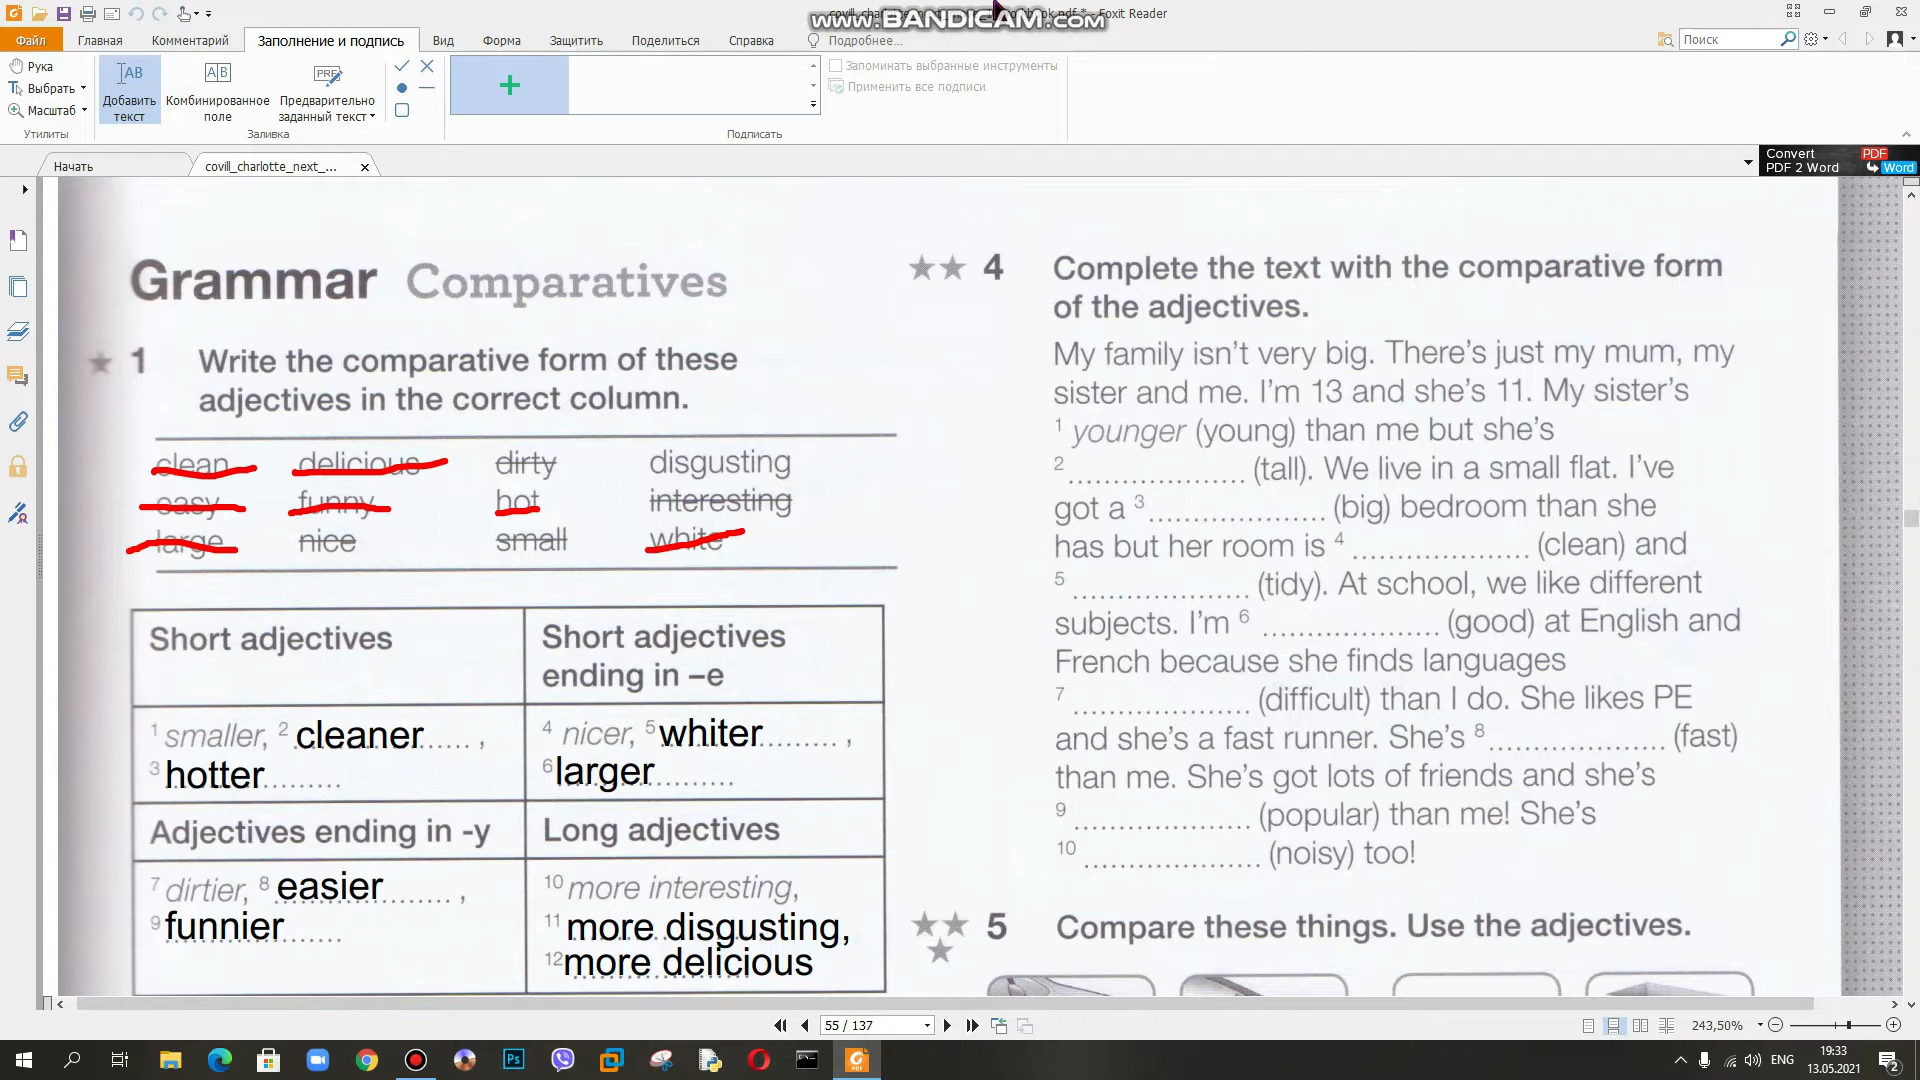 covill_charlotte_next_
.pdf * - Foxit Reader
www.BANDICAM.com
Файл
Главная
Комментарий
Заполнение и подпись
Вид
Форма
Защитить
Поделиться
Справка
Подробнее...
Поиск
Рука
Выбрать
Масштаб
Утилиты
Добавить текст
Комбинированное поле
Предварительно заданный текст
Заливка
Запоминать выбранные инструменты
Применить все подписи
Подписать
Начать
covill_charlotte_next_...
Convert
PDF 2 Word
PDF
Word
Grammar Comparatives
1 Write the comparative form of these
adjectives in the correct column.
clean delicious dirty disgusting
easy funny hot interesting
large nice small white
Short adjectives
Short adjectives
ending in –e
1 smaller, 2 cleaner ,
3 hotter
4 nicer, 5 whiter ,
6 larger
Adjectives ending in -y
Long adjectives
7 dirtier, 8 easier ,
9 funnier
10 more interesting,
11 more disgusting,
12 more delicious
4 Complete the text with the comparative form
of the adjectives.
My family isn't very big. There's just my mum, my
sister and me. I'm 13 and she's 11. My sister's
1 younger (young) than me but she's
2 .................... (tall). We live in a small flat. I've
got a 3 .................... (big) bedroom than she
has but her room is 4 .................... (clean) and
5 .................... (tidy). At school, we like different
subjects. I'm 6 .................... (good) at English and
French because she finds languages
7 .................... (difficult) than I do. She likes PE
and she's a fast runner. She's 8 .................... (fast)
than me. She's got lots of friends and she's
9 .................... (popular) than me! She's
10 .................... (noisy) too!
5 Compare these things. Use the adjectives.
55 / 137
243,50%
ENG
19:33
13.05.2021
2